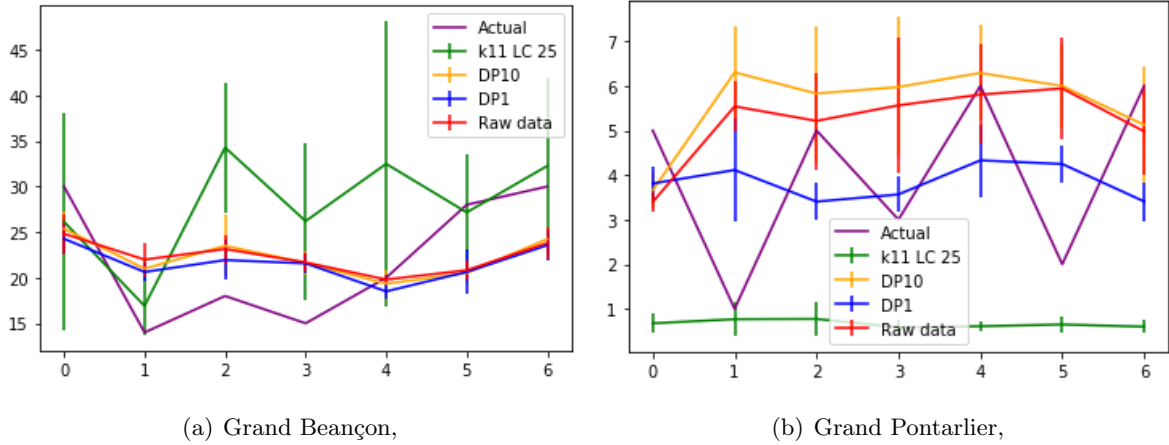 45
40
35
30
25
20
15
0 1 2 3 4 5 6
Actual
k11 LC 25
DP10
DP1
Raw data
(a) Grand Beançon,
7
6
5
4
3
2
1
0 1 2 3 4 5 6
Actual
k11 LC 25
DP10
DP1
Raw data
(b) Grand Pontarlier,